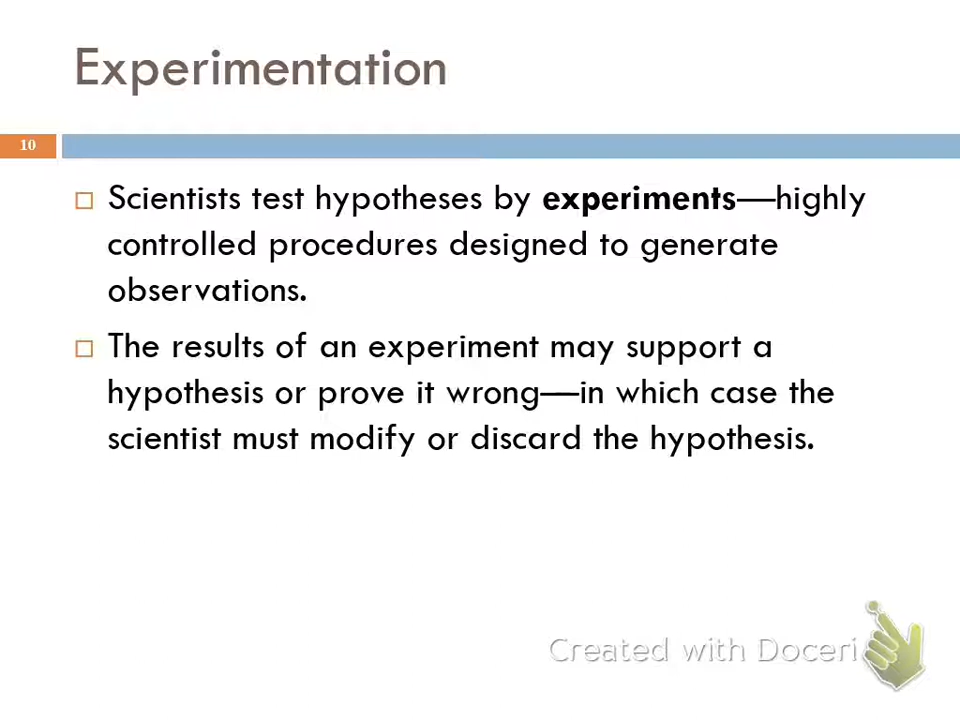 Experimentation
10
Scientists test hypotheses by experiments—highly
controlled procedures designed to generate
observations.
The results of an experiment may support a
hypothesis or prove it wrong—in which case the
scientist must modify or discard the hypothesis.
Created with Doceri